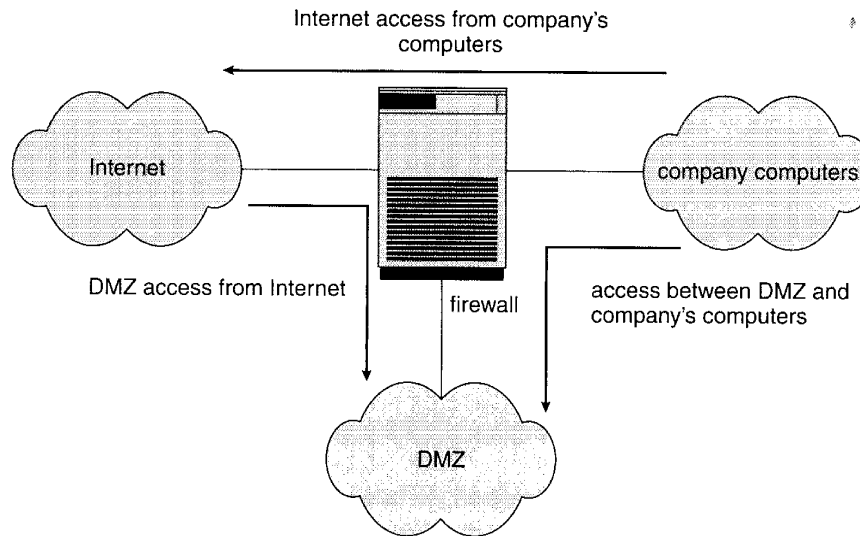 Internet access from company's
computers
Internet
company computers
DMZ access from Internet
firewall
access between DMZ and
company's computers
DMZ